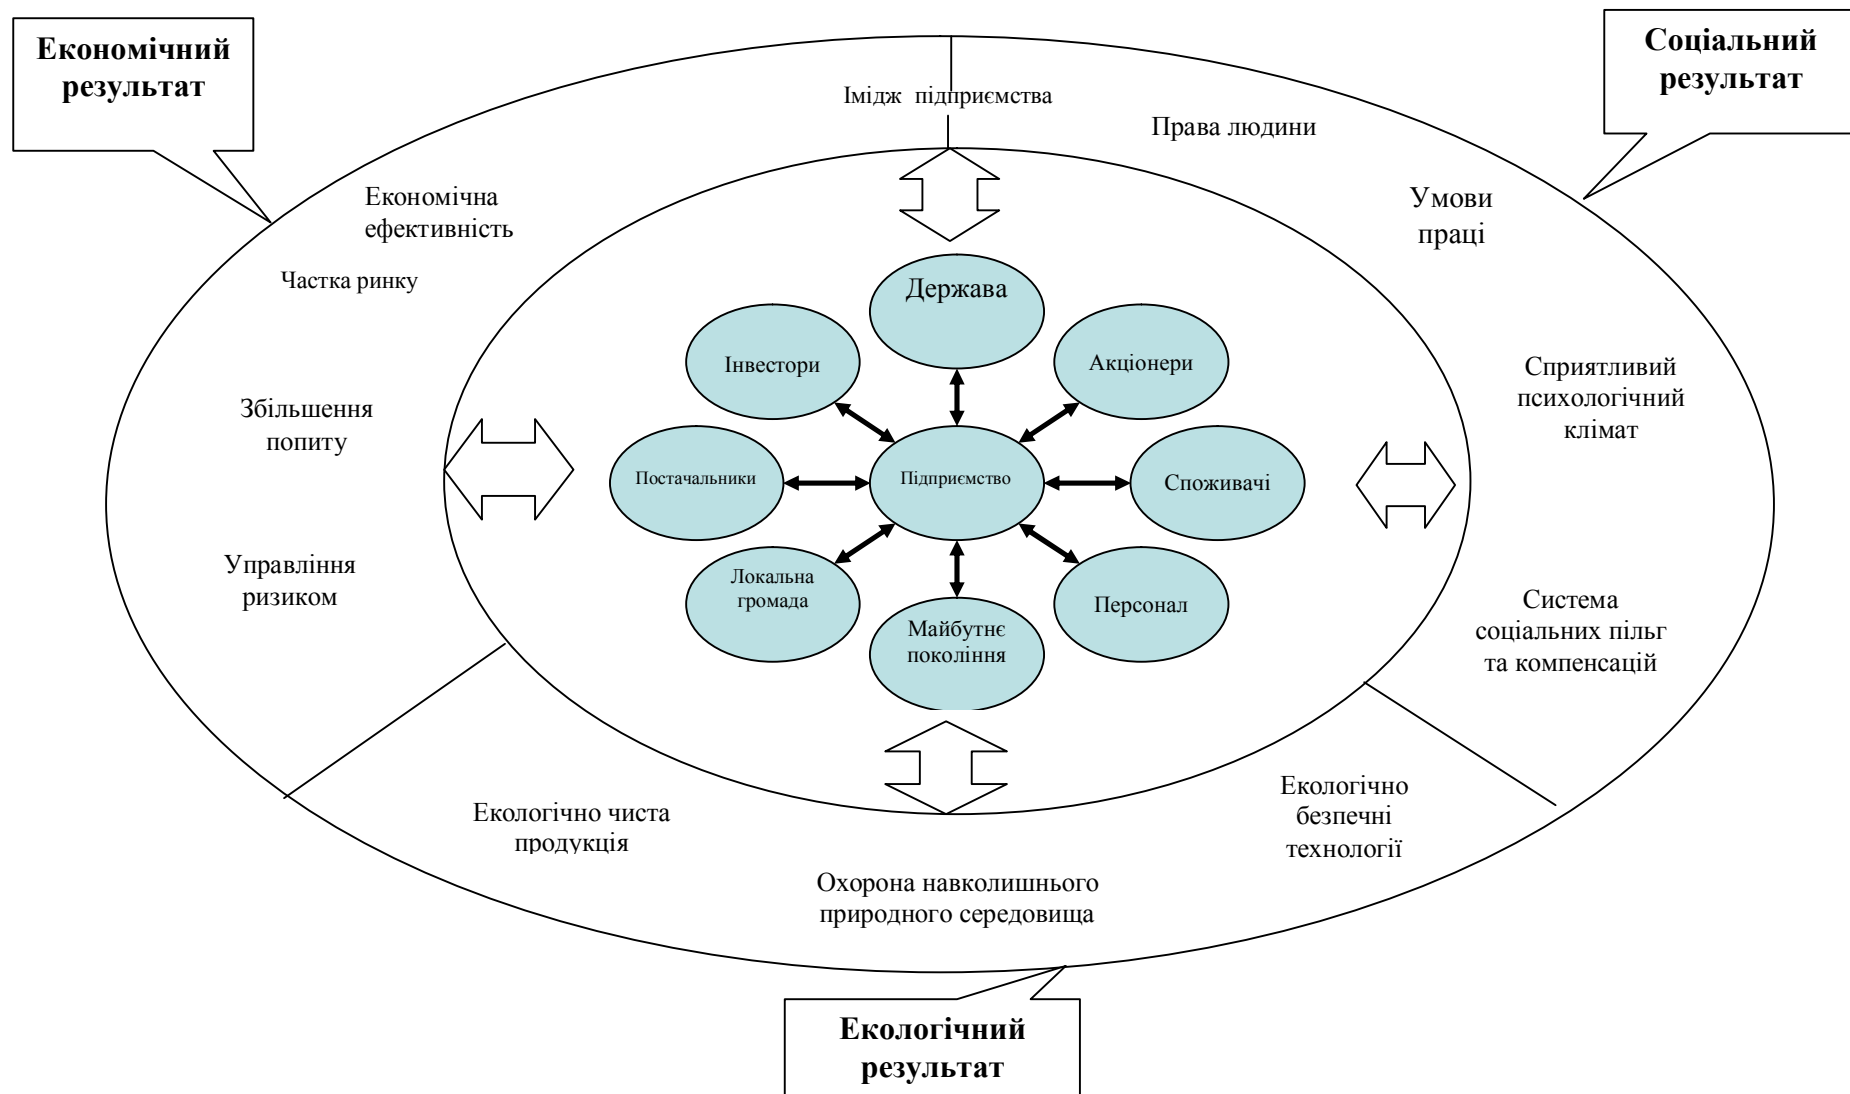 Економічний
результат
Соціальний
результат
Імідж підприємства
Права людини
Економічна
ефективність
Умови
праці
Частка ринку
Держава
Інвестори
Акціонери
Сприятливий
психологічний
клімат
Збільшення
попиту
Постачальники
Підприємство
Споживачі
Управління
ризиком
Локальна
громада
Майбутнє
покоління
Персонал
Система
соціальних пільг
та компенсацій
Екологічно чиста
продукція
Екологічно
безпечні
технології
Охорона навколишнього
природного середовища
Екологічний
результат